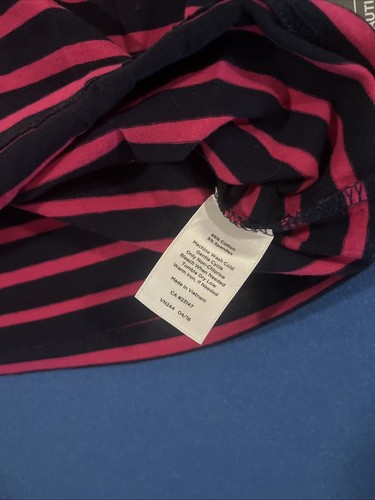 95% Cotton
5% Spandex
Machine Wash Cold
Gentle Cycle
Only Non-Chlorine
Bleach When Needed
Tumble Dry Low
Warm Iron, If Needed
Made in Vietnam
CA #23147
VN244 04/18